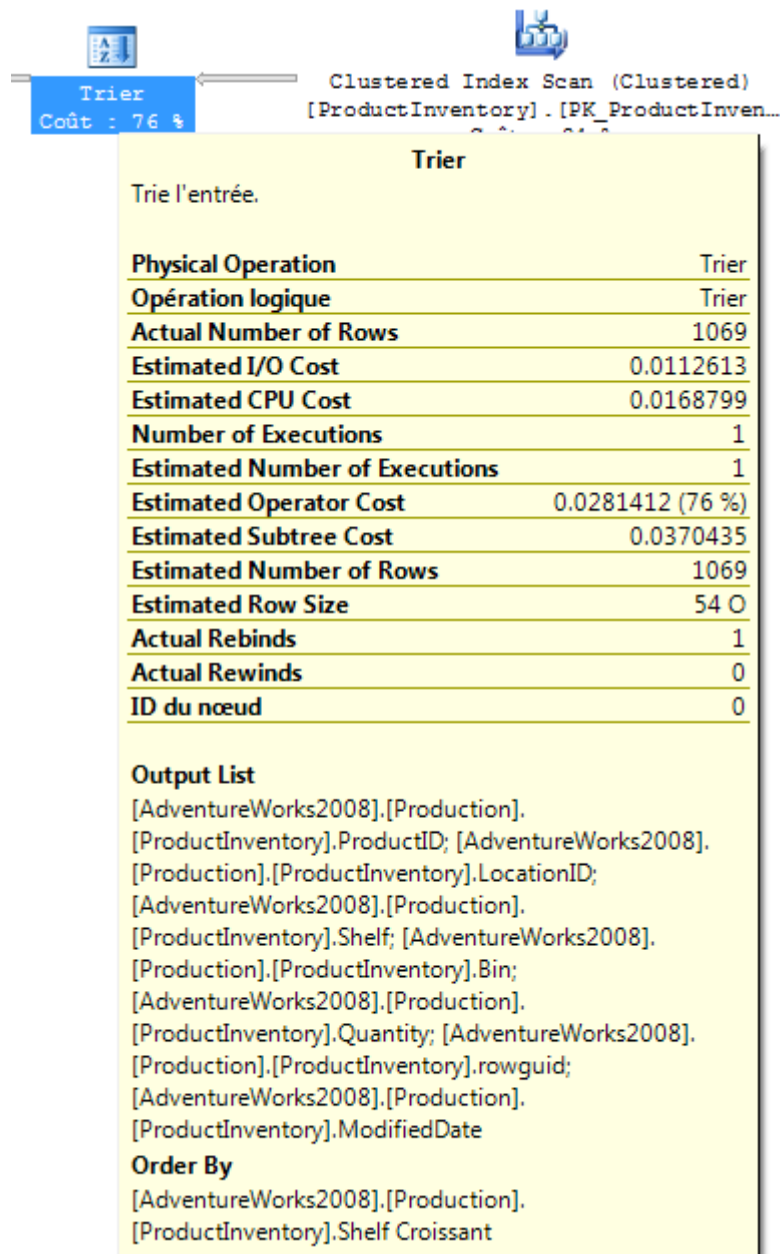 Trier
Coût : 76 %
Clustered Index Scan (Clustered)
[ProductInventory].[PK_ProductInven…
Trier
Trie l'entrée.
Physical Operation Trier
Opération logique Trier
Actual Number of Rows 1069
Estimated I/O Cost 0.0112613
Estimated CPU Cost 0.0168799
Number of Executions 1
Estimated Number of Executions 1
Estimated Operator Cost 0.0281412 (76 %)
Estimated Subtree Cost 0.0370435
Estimated Number of Rows 1069
Estimated Row Size 54 O
Actual Rebinds 1
Actual Rewinds 0
ID du nœud 0
Output List
[AdventureWorks2008].[Production].
[ProductInventory].ProductID; [AdventureWorks2008].
[Production].[ProductInventory].LocationID;
[AdventureWorks2008].[Production].
[ProductInventory].Shelf; [AdventureWorks2008].
[Production].[ProductInventory].Bin;
[AdventureWorks2008].[Production].
[ProductInventory].Quantity; [AdventureWorks2008].
[Production].[ProductInventory].rowguid;
[AdventureWorks2008].[Production].
[ProductInventory].ModifiedDate
Order By
[AdventureWorks2008].[Production].
[ProductInventory].Shelf Croissant